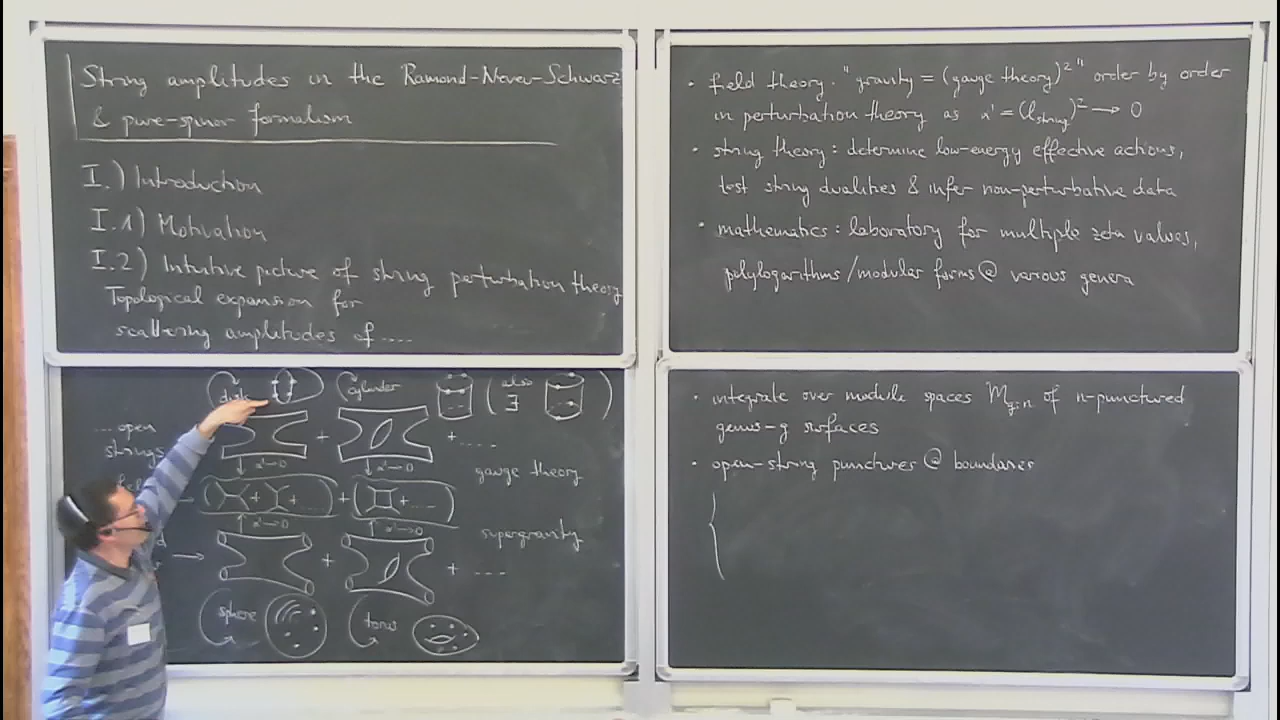 String amplitudes in the Ramond-Neveu-Schwarz
& pure-spinor formalism
I.) Introduction
I.1) Motivation
I.2) Intuitive picture of string perturbation theory
Topological expansion for
scattering amplitudes of ....
disk
cylinder
( also ∃ )
... open
strings
+ + ....
↓ α'→0 ↓ α'→0
gauge theory
( + + ....) + ( + ....)
↑ α'→0 ↑ α'→0
supergravity
→ + + ...
sphere
torus
• field theory: "gravity = (gauge theory)²" order by order
in perturbation theory as α' = (l_string)² → 0
• string theory: determine low-energy effective actions,
test string dualities & infer non-perturbative data
• mathematics: laboratory for multiple zeta values,
polylogarithms/modular forms @ various genera
• integrate over module spaces M_g;n of n-punctured
genus-g surfaces
• open-string punctures @ boundaries
{